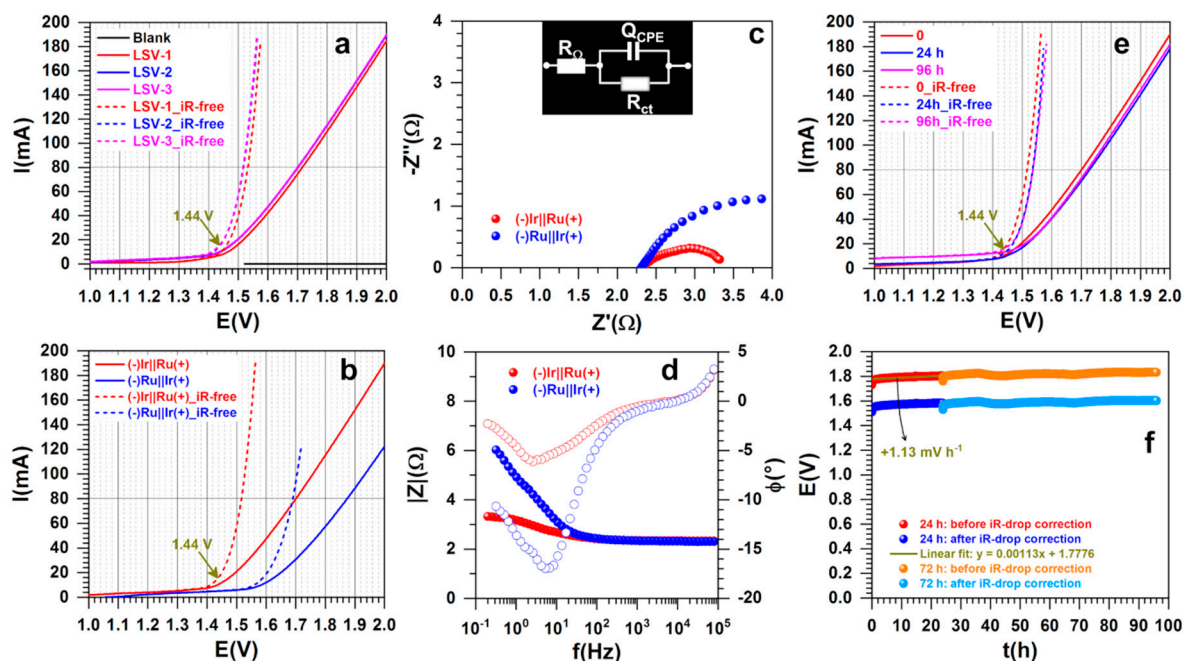 a
Blank
LSV-1
LSV-2
LSV-3
LSV-1_iR-free
LSV-2_iR-free
LSV-3_iR-free
1.44 V
I(mA)
200
180
160
140
120
100
80
60
40
20
0
1.0 1.1 1.2 1.3 1.4 1.5 1.6 1.7 1.8 1.9 2.0
E(V)
c
RΩ
QCPE
Rct
-Z''(Ω)
4
3
2
1
0
(-)Ir||Ru(+)
(-)Ru||Ir(+)
0.0 0.5 1.0 1.5 2.0 2.5 3.0 3.5 4.0
Z'(Ω)
e
0
24 h
96 h
0_iR-free
24h_iR-free
96h_iR-free
1.44 V
I(mA)
200
180
160
140
120
100
80
60
40
20
0
1.0 1.1 1.2 1.3 1.4 1.5 1.6 1.7 1.8 1.9 2.0
E(V)
b
(-)Ir||Ru(+)
(-)Ru||Ir(+)
(-)Ir||Ru(+)_iR-free
(-)Ru||Ir(+)_iR-free
1.44 V
I(mA)
200
180
160
140
120
100
80
60
40
20
0
1.0 1.1 1.2 1.3 1.4 1.5 1.6 1.7 1.8 1.9 2.0
E(V)
d
(-)Ir||Ru(+)
(-)Ru||Ir(+)
|Z|(Ω)
10
8
6
4
2
0
ϕ(°)
5
0
-5
-10
-15
-20
10-1 100 101 102 103 104 105
f(Hz)
f
+1.13 mV h-1
24 h: before iR-drop correction
24 h: after iR-drop correction
Linear fit: y = 0.00113x + 1.7776
72 h: before iR-drop correction
72 h: after iR-drop correction
E(V)
2.0
1.8
1.6
1.4
1.2
1.0
0.8
0.6
0.4
0.2
0.0
0 10 20 30 40 50 60 70 80 90 100
t(h)